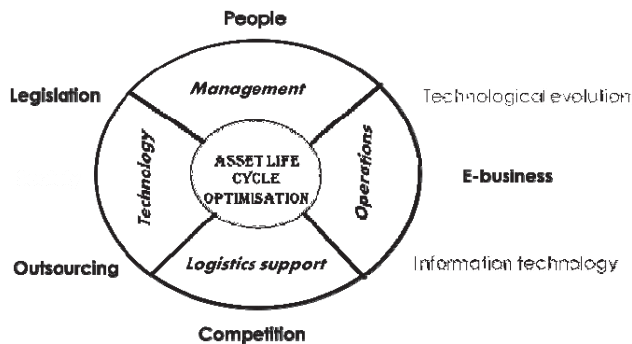 People
Legislation
Management
Technological evolution
Technology
ASSET LIFE
CYCLE
OPTIMISATION
Operations
E-business
Outsourcing
Logistics support
Information technology
Competition